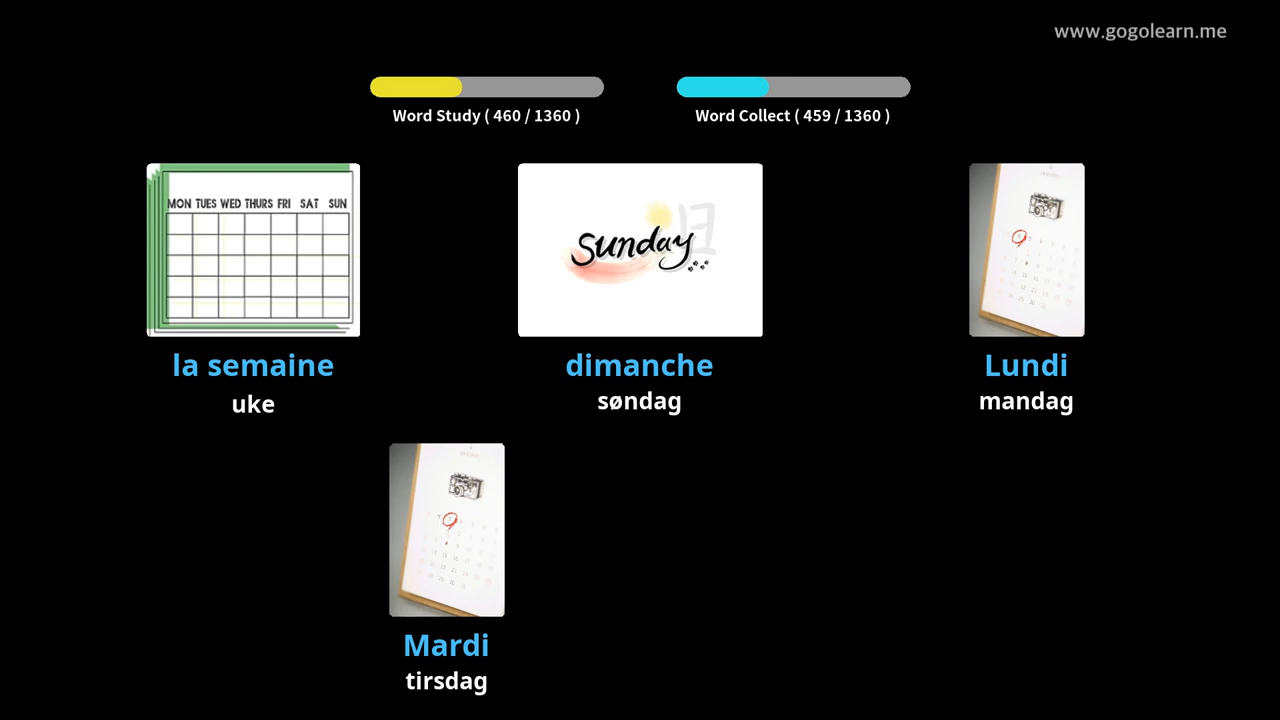 www.gogolearn.me
Word Study ( 460 / 1360 )
Word Collect ( 459 / 1360 )
MON TUES WED THURS FRI SAT SUN
Sunday
日
la semaine
uke
dimanche
søndag
Lundi
mandag
Mardi
tirsdag